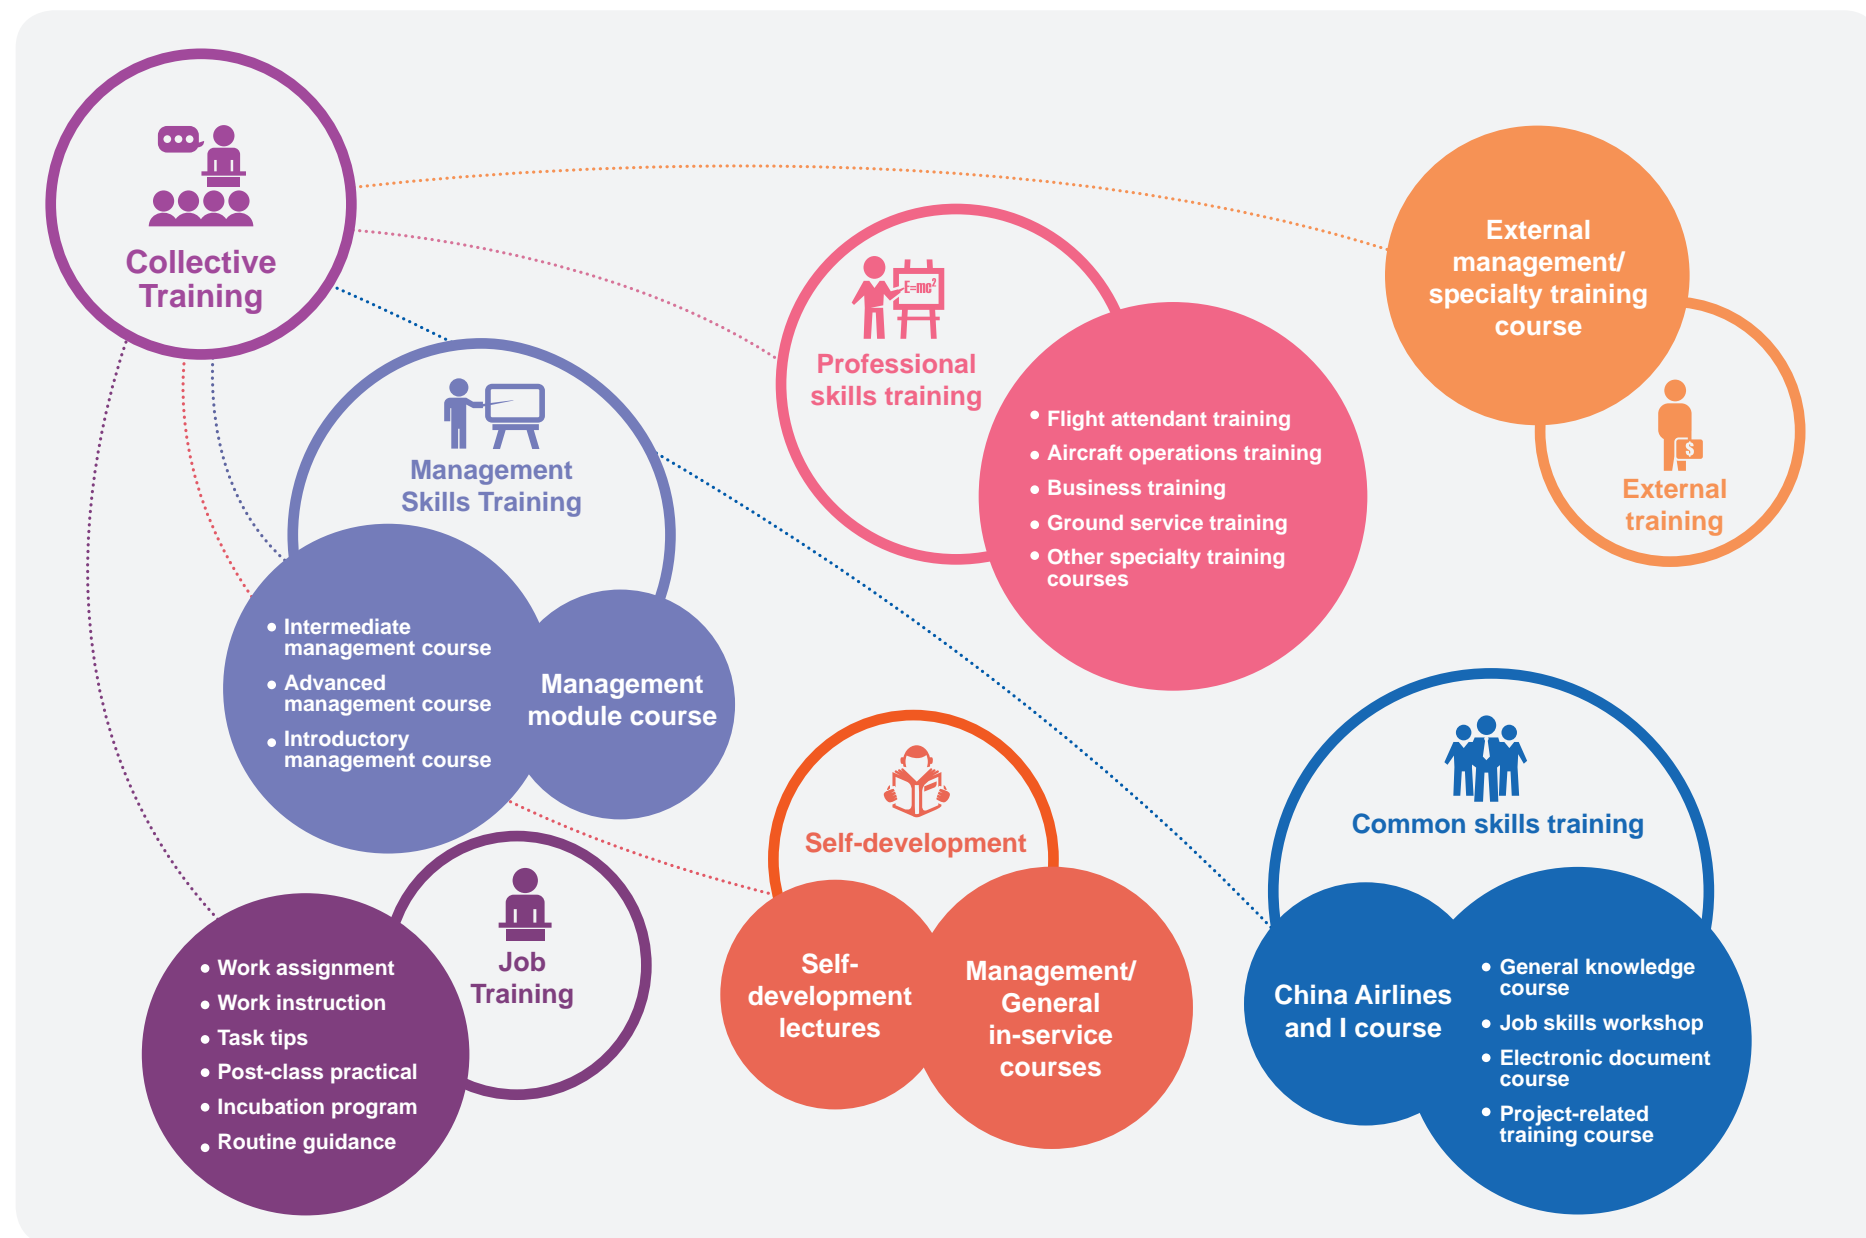 Collective
Training
External
management/
specialty training
course
External
training
E=mc²
Professional
skills training
• Flight attendant training
• Aircraft operations training
• Business training
• Ground service training
• Other specialty training
courses
Management
Skills Training
• Intermediate
management course
• Advanced
management course
• Introductory
management course
Management
module course
Job
Training
• Work assignment
• Work instruction
• Task tips
• Post-class practical
• Incubation program
• Routine guidance
Self-development
Self-
development
lectures
Management/
General
in-service
courses
Common skills training
China Airlines
and I course
• General knowledge
course
• Job skills workshop
• Electronic document
course
• Project-related
training course
$